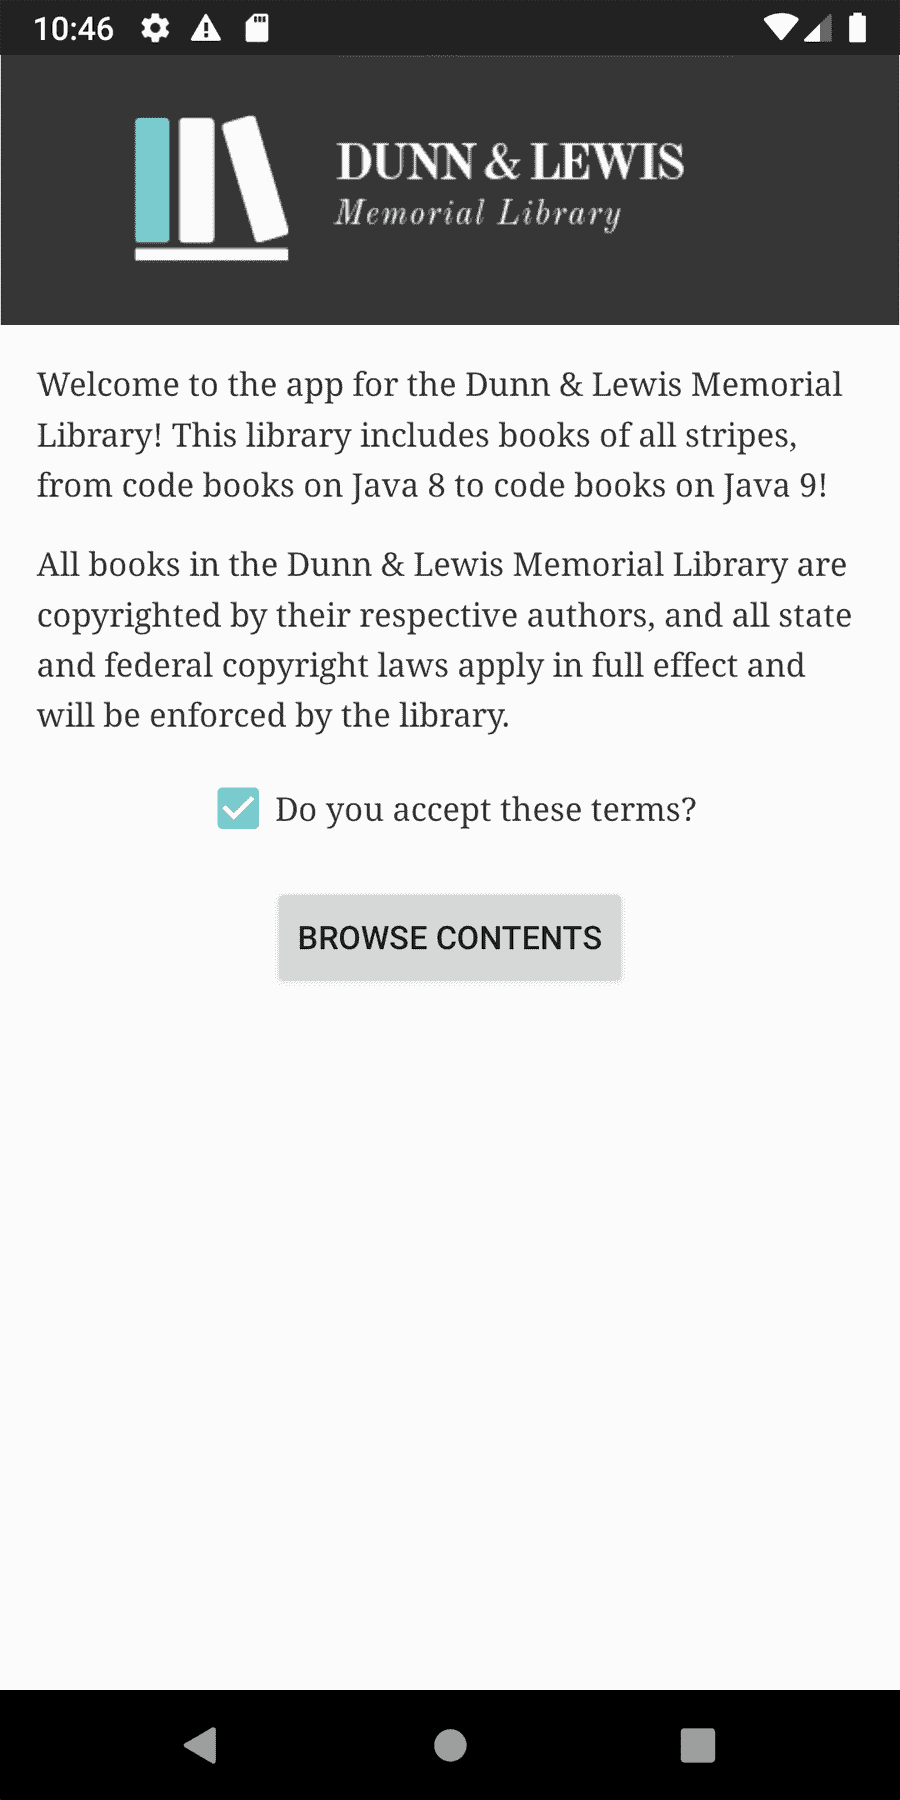 10:46
DUNN & LEWIS
Memorial Library
Welcome to the app for the Dunn & Lewis Memorial
Library! This library includes books of all stripes,
from code books on Java 8 to code books on Java 9!
All books in the Dunn & Lewis Memorial Library are
copyrighted by their respective authors, and all state
and federal copyright laws apply in full effect and
will be enforced by the library.
Do you accept these terms?
BROWSE CONTENTS